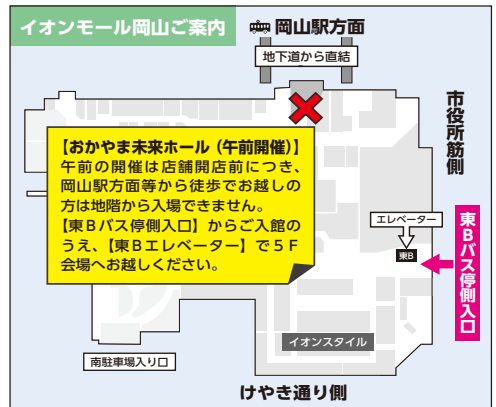 イオンモール岡山ご案内
岡山駅方面
地下道から直結
【おかやま未来ホール（午前開催）】
午前の開催は店舗開店前につき、
岡山駅方面等から徒歩でお越しの
方は地階から入場できません。
【東Bバス停側入口】からご入館の
うえ、【東Bエレベーター】で５Ｆ
会場へお越しください。
市役所筋側
エレベーター
東B
東Bバス停側入口
イオンスタイル
南駐車場入り口
けやき通り側